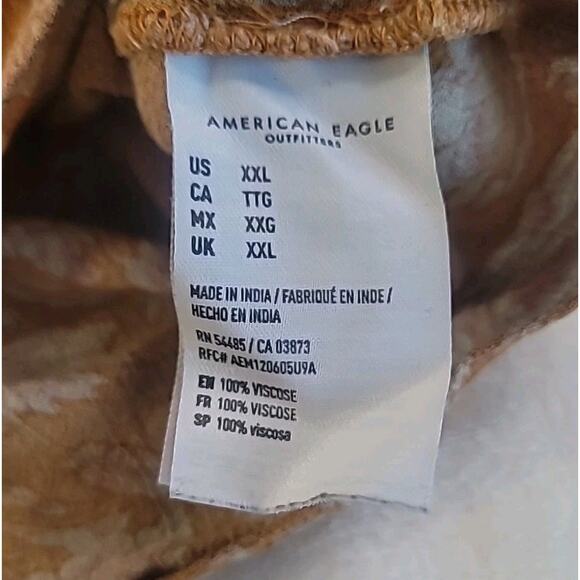 AMERICAN EAGLE
OUTFITTERS
US XXL
CA TTG
MX XXG
UK XXL
MADE IN INDIA / FABRIQUÉ EN INDE /
HECHO EN INDIA
RN 54485 / CA 03873
RFC# AEM120605U9A
EN 100% VISCOSE
FR 100% VISCOSE
SP 100% viscosa